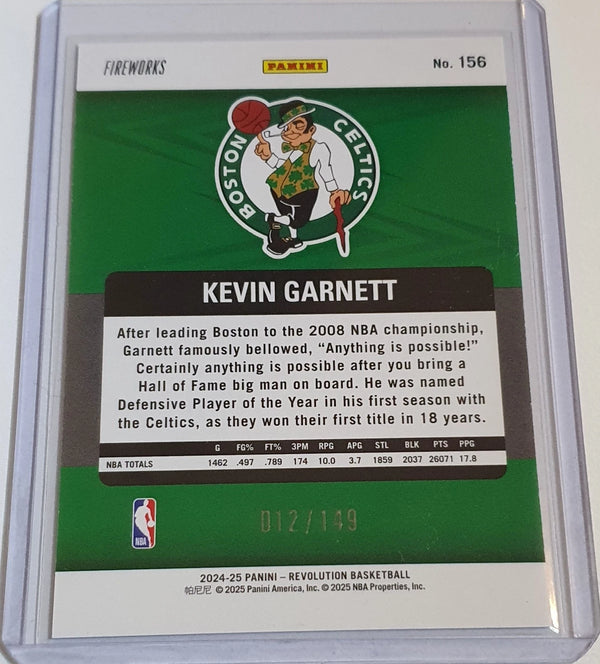 FIREWORKS PANINI No. 156
BOSTON CELTICS
KEVIN GARNETT
After leading Boston to the 2008 NBA championship,
Garnett famously bellowed, “Anything is possible!”
Certainly anything is possible after you bring a
Hall of Fame big man on board. He was named
Defensive Player of the Year in his first season with
the Celtics, as they won their first title in 18 years.
G FG% FT% 3PM RPG APG STL BLK PTS PPG
NBA TOTALS 1462 .497 .789 174 10.0 3.7 1859 2037 26071 17.8
012/149
NBA
2024-25 PANINI – REVOLUTION BASKETBALL
帕尼尼 © 2025 Panini America, Inc. © 2025 NBA Properties, Inc.